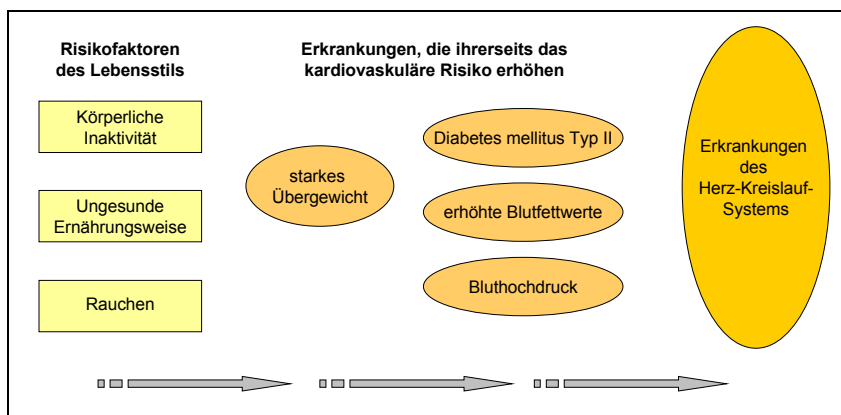 Risikofaktoren
des Lebensstils
Erkrankungen, die ihrerseits das
kardiovaskuläre Risiko erhöhen
Körperliche
Inaktivität
Ungesunde
Ernährungsweise
Rauchen
starkes
Übergewicht
Diabetes mellitus Typ II
erhöhte Blutfettwerte
Bluthochdruck
Erkrankungen
des
Herz-Kreislauf-
Systems